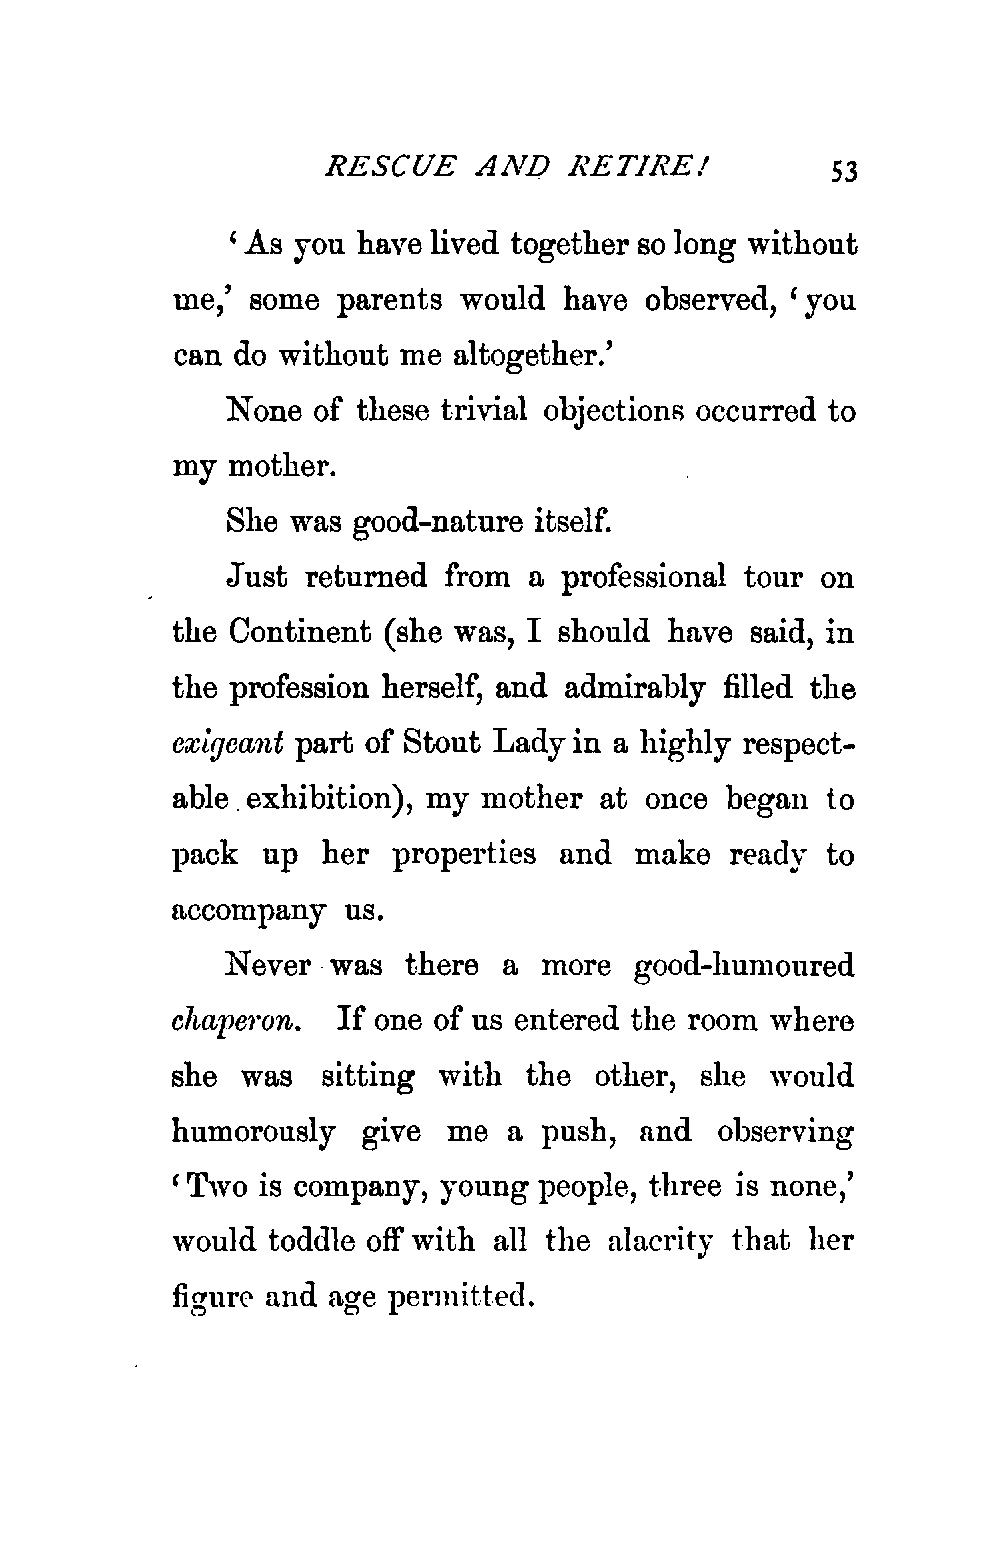 RESCUE AND RETIRE! 53
‘As you have lived together so long without
me,’ some parents would have observed, ‘you
can do without me altogether.’
None of these trivial objections occurred to
my mother.
She was good-nature itself.
Just returned from a professional tour on
the Continent (she was, I should have said, in
the profession herself, and admirably filled the
exigeant part of Stout Lady in a highly respect-
able exhibition), my mother at once began to
pack up her properties and make ready to
accompany us.
Never was there a more good-humoured
chaperon. If one of us entered the room where
she was sitting with the other, she would
humorously give me a push, and observing
‘Two is company, young people, three is none,’
would toddle off with all the alacrity that her
figure and age permitted.